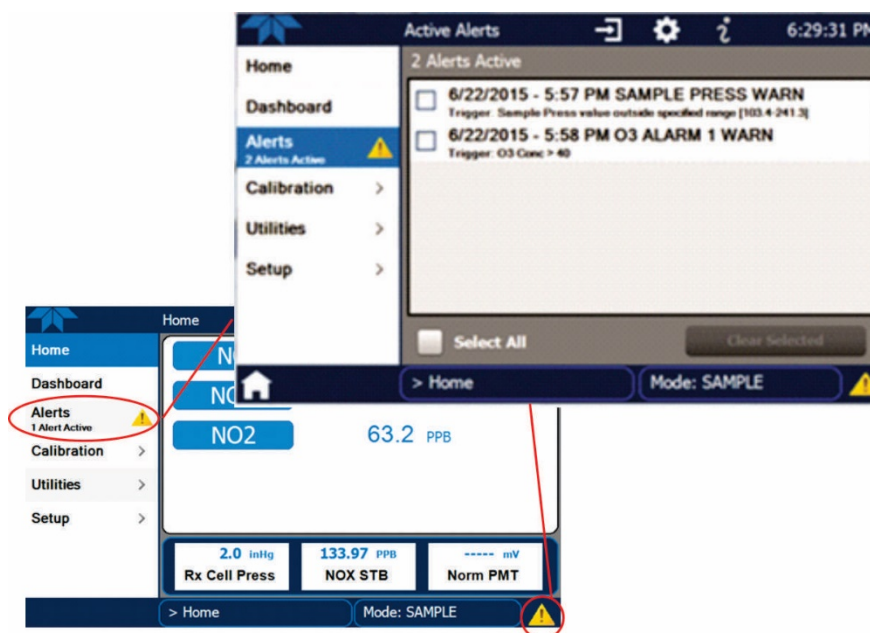 Active Alerts
6:29:31 PM
Home
Dashboard
Alerts
2 Alerts Active
Calibration >
Utilities >
Setup >
2 Alerts Active
6/22/2015 - 5:57 PM SAMPLE PRESS WARN
Trigger: Sample Press value outside specified range [103.4-241.3]
6/22/2015 - 5:58 PM O3 ALARM 1 WARN
Trigger: O3 Conc > 40
Select All
Clear Selected
> Home
Mode: SAMPLE
Home
Home
Dashboard
Alerts
1 Alert Active
Calibration >
Utilities >
Setup >
NO2
63.2 PPB
2.0 inHg
Rx Cell Press
133.97 PPB
NOX STB
----- mV
Norm PMT
> Home
Mode: SAMPLE